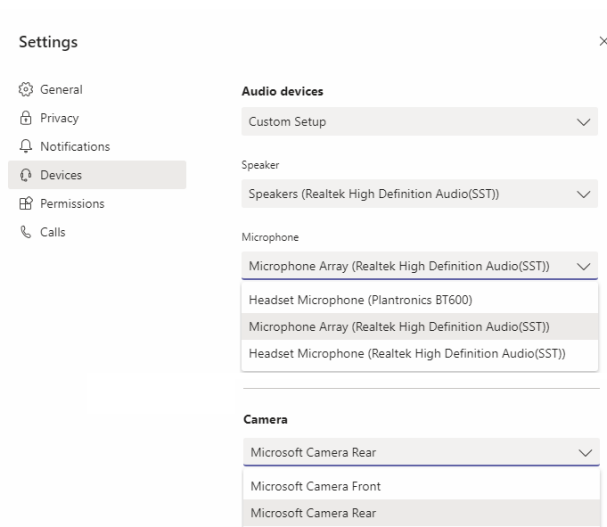 Settings
General
Privacy
Notifications
Devices
Permissions
Calls
Audio devices
Custom Setup
Speaker
Speakers (Realtek High Definition Audio(SST))
Microphone
Microphone Array (Realtek High Definition Audio(SST))
Headset Microphone (Plantronics BT600)
Microphone Array (Realtek High Definition Audio(SST))
Headset Microphone (Realtek High Definition Audio(SST))
Camera
Microsoft Camera Rear
Microsoft Camera Front
Microsoft Camera Rear